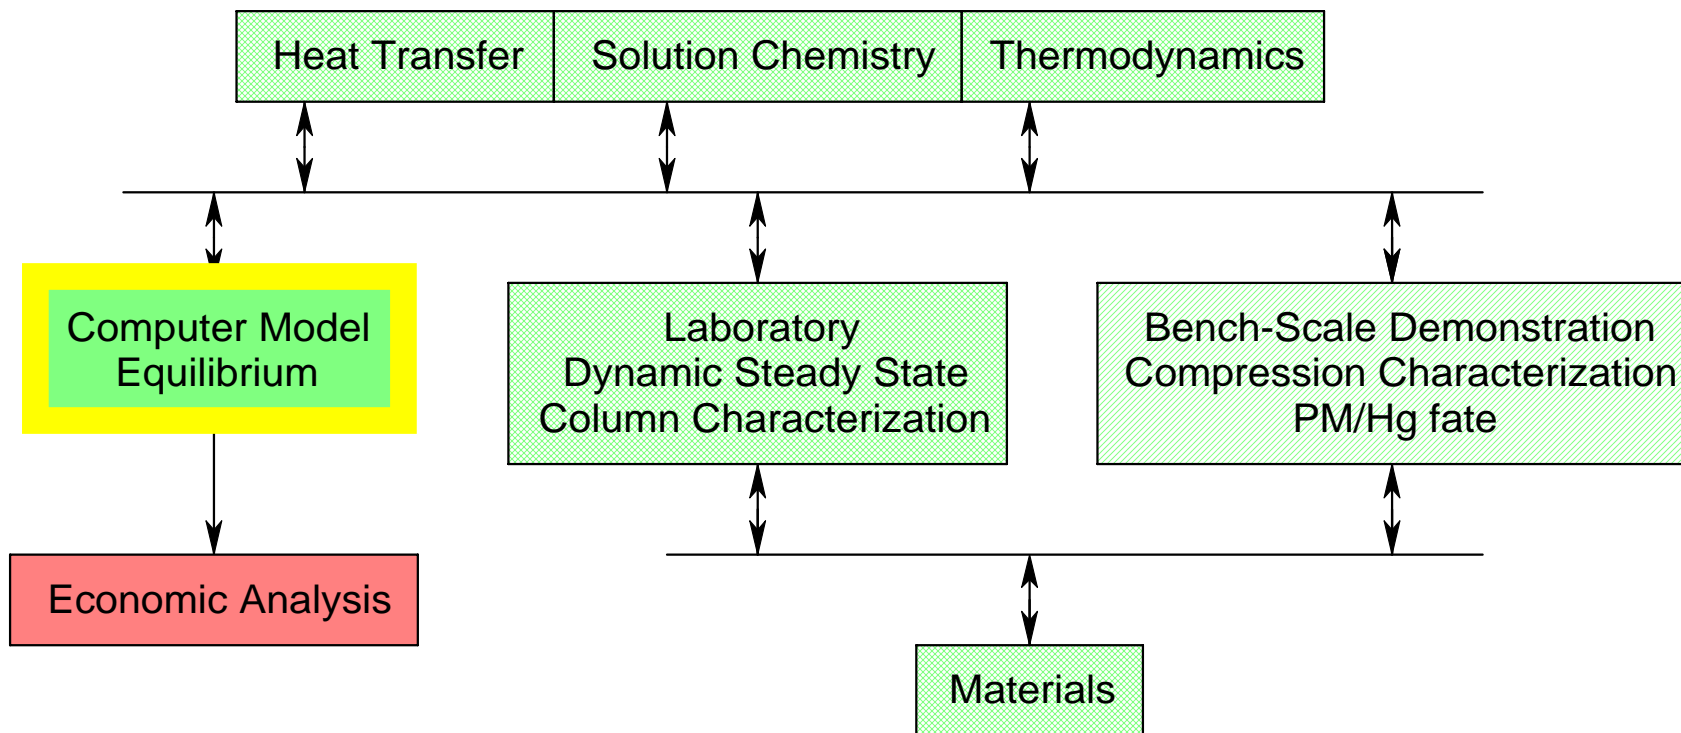 Heat Transfer
Solution Chemistry
Thermodynamics
Computer Model
Equilibrium
Laboratory
Dynamic Steady State
Column Characterization
Bench-Scale Demonstration
Compression Characterization
PM/Hg fate
Economic Analysis
Materials